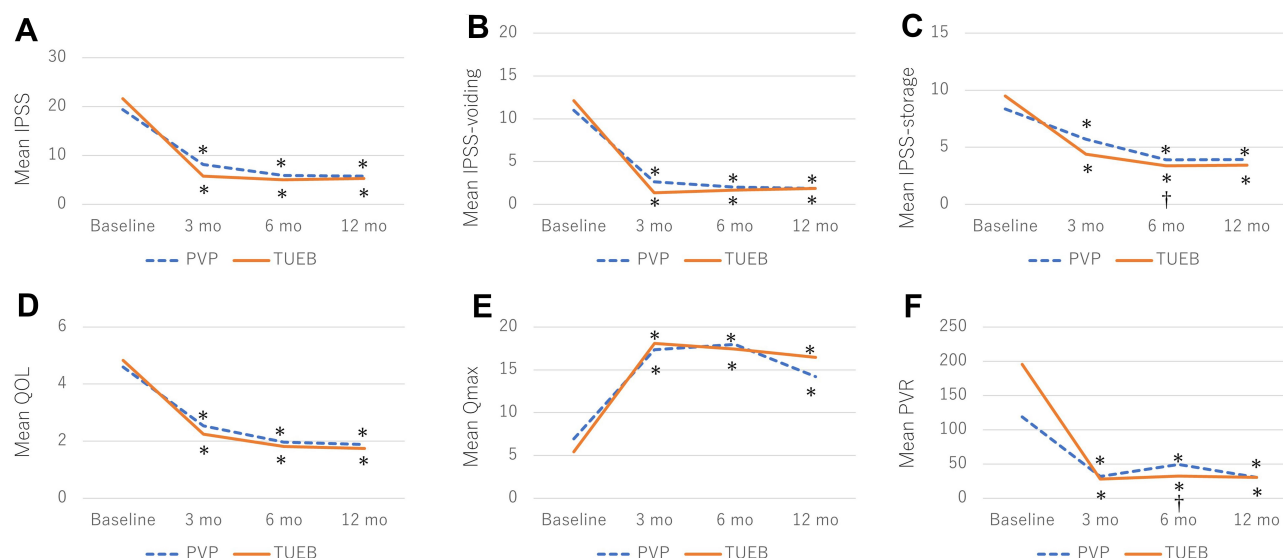 A
30
20
10
0
Mean IPSS
* * *
* * *
Baseline 3 mo 6 mo 12 mo
PVP TUEB
B
20
15
10
5
0
Mean IPSS-voiding
* * *
* * *
Baseline 3 mo 6 mo 12 mo
PVP TUEB
C
15
10
5
0
Mean IPSS-storage
* * *
* * *
†
Baseline 3 mo 6 mo 12 mo
PVP TUEB
D
6
4
2
0
Mean QOL
* * *
* * *
Baseline 3 mo 6 mo 12 mo
PVP TUEB
E
20
15
10
5
0
Mean Qmax
* * *
* * *
Baseline 3 mo 6 mo 12 mo
PVP TUEB
F
250
200
150
100
50
0
Mean PVR
* * *
* * *
†
Baseline 3 mo 6 mo 12 mo
PVP TUEB